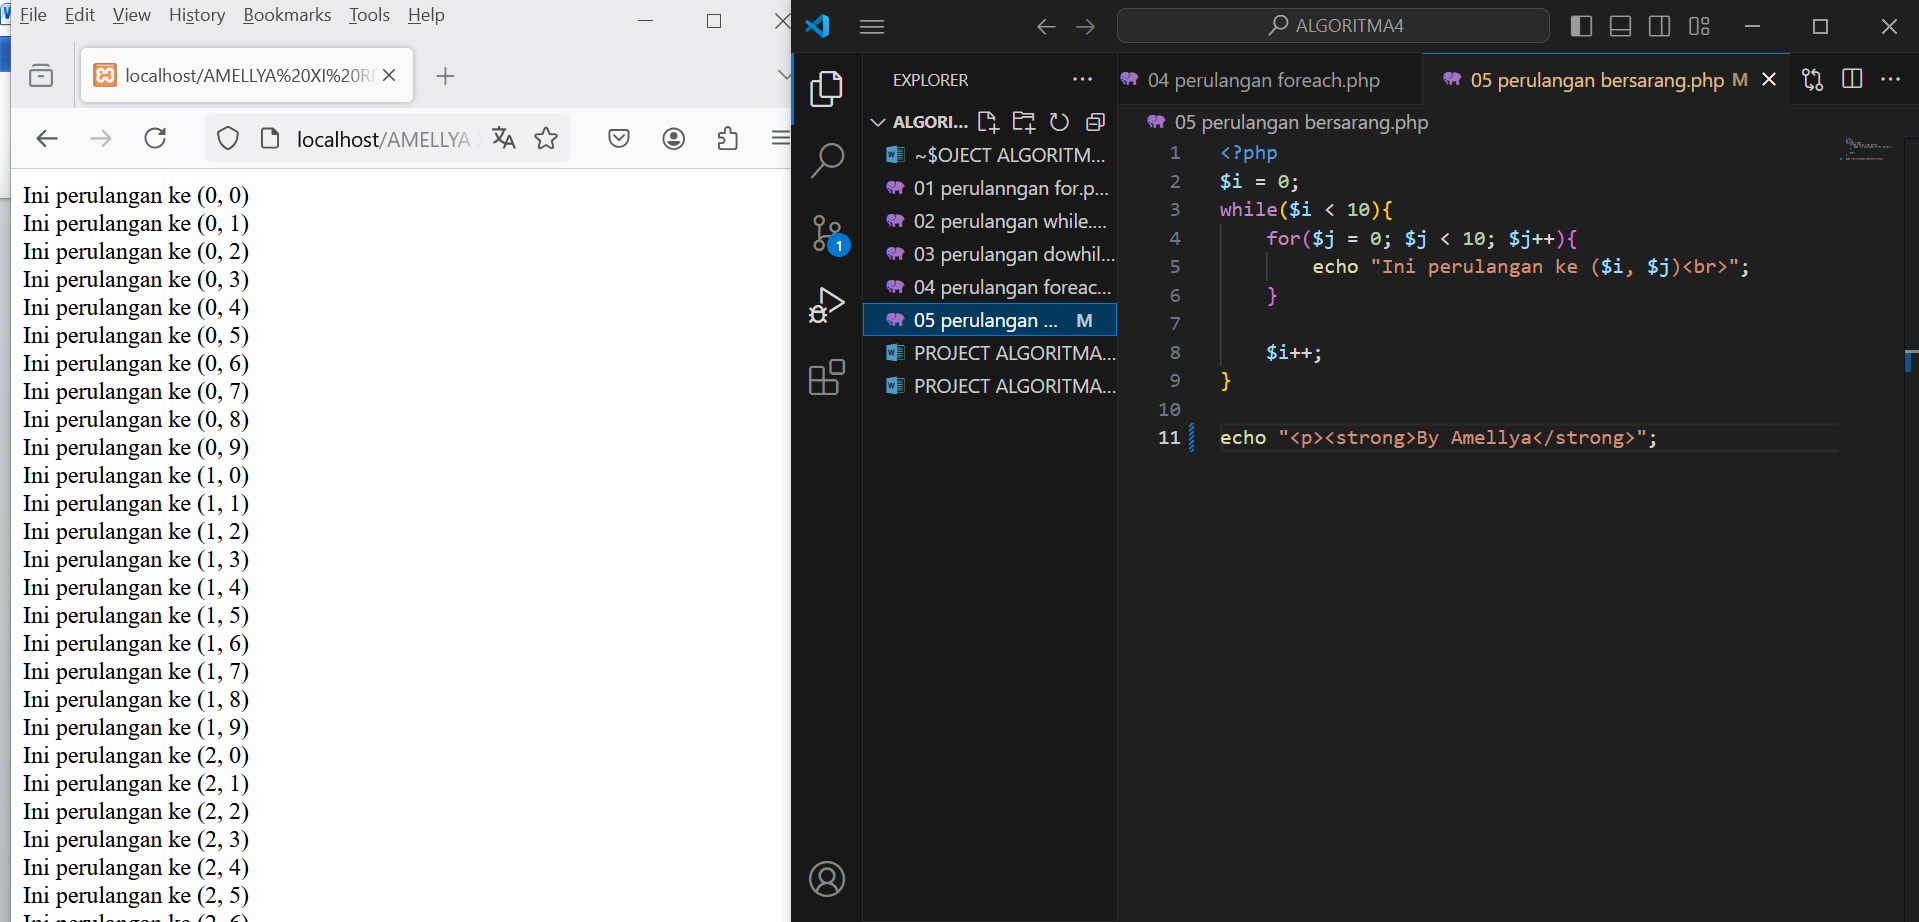 File Edit View History Bookmarks Tools Help
localhost/AMELLYA%20XI%20RP
localhost/AMELLYA
Ini perulangan ke (0, 0)
Ini perulangan ke (0, 1)
Ini perulangan ke (0, 2)
Ini perulangan ke (0, 3)
Ini perulangan ke (0, 4)
Ini perulangan ke (0, 5)
Ini perulangan ke (0, 6)
Ini perulangan ke (0, 7)
Ini perulangan ke (0, 8)
Ini perulangan ke (0, 9)
Ini perulangan ke (1, 0)
Ini perulangan ke (1, 1)
Ini perulangan ke (1, 2)
Ini perulangan ke (1, 3)
Ini perulangan ke (1, 4)
Ini perulangan ke (1, 5)
Ini perulangan ke (1, 6)
Ini perulangan ke (1, 7)
Ini perulangan ke (1, 8)
Ini perulangan ke (1, 9)
Ini perulangan ke (2, 0)
Ini perulangan ke (2, 1)
Ini perulangan ke (2, 2)
Ini perulangan ke (2, 3)
Ini perulangan ke (2, 4)
Ini perulangan ke (2, 5)
Ini perulangan ke (2, 6)
ALGORITMA4
EXPLORER
ALGORI...
~$OJECT ALGORITM...
01 perulanngan for.p...
02 perulangan while....
03 perulangan dowhil...
04 perulangan foreac...
05 perulangan ... M
PROJECT ALGORITMA...
PROJECT ALGORITMA...
1
04 perulangan foreach.php
05 perulangan bersarang.php M
05 perulangan bersarang.php
1 <?php
2 $i = 0;
3 while($i < 10){
4 for($j = 0; $j < 10; $j++){
5 echo "Ini perulangan ke ($i, $j)<br>";
6 }
7
8 $i++;
9 }
10
11 echo "<p><strong>By Amellya</strong>";